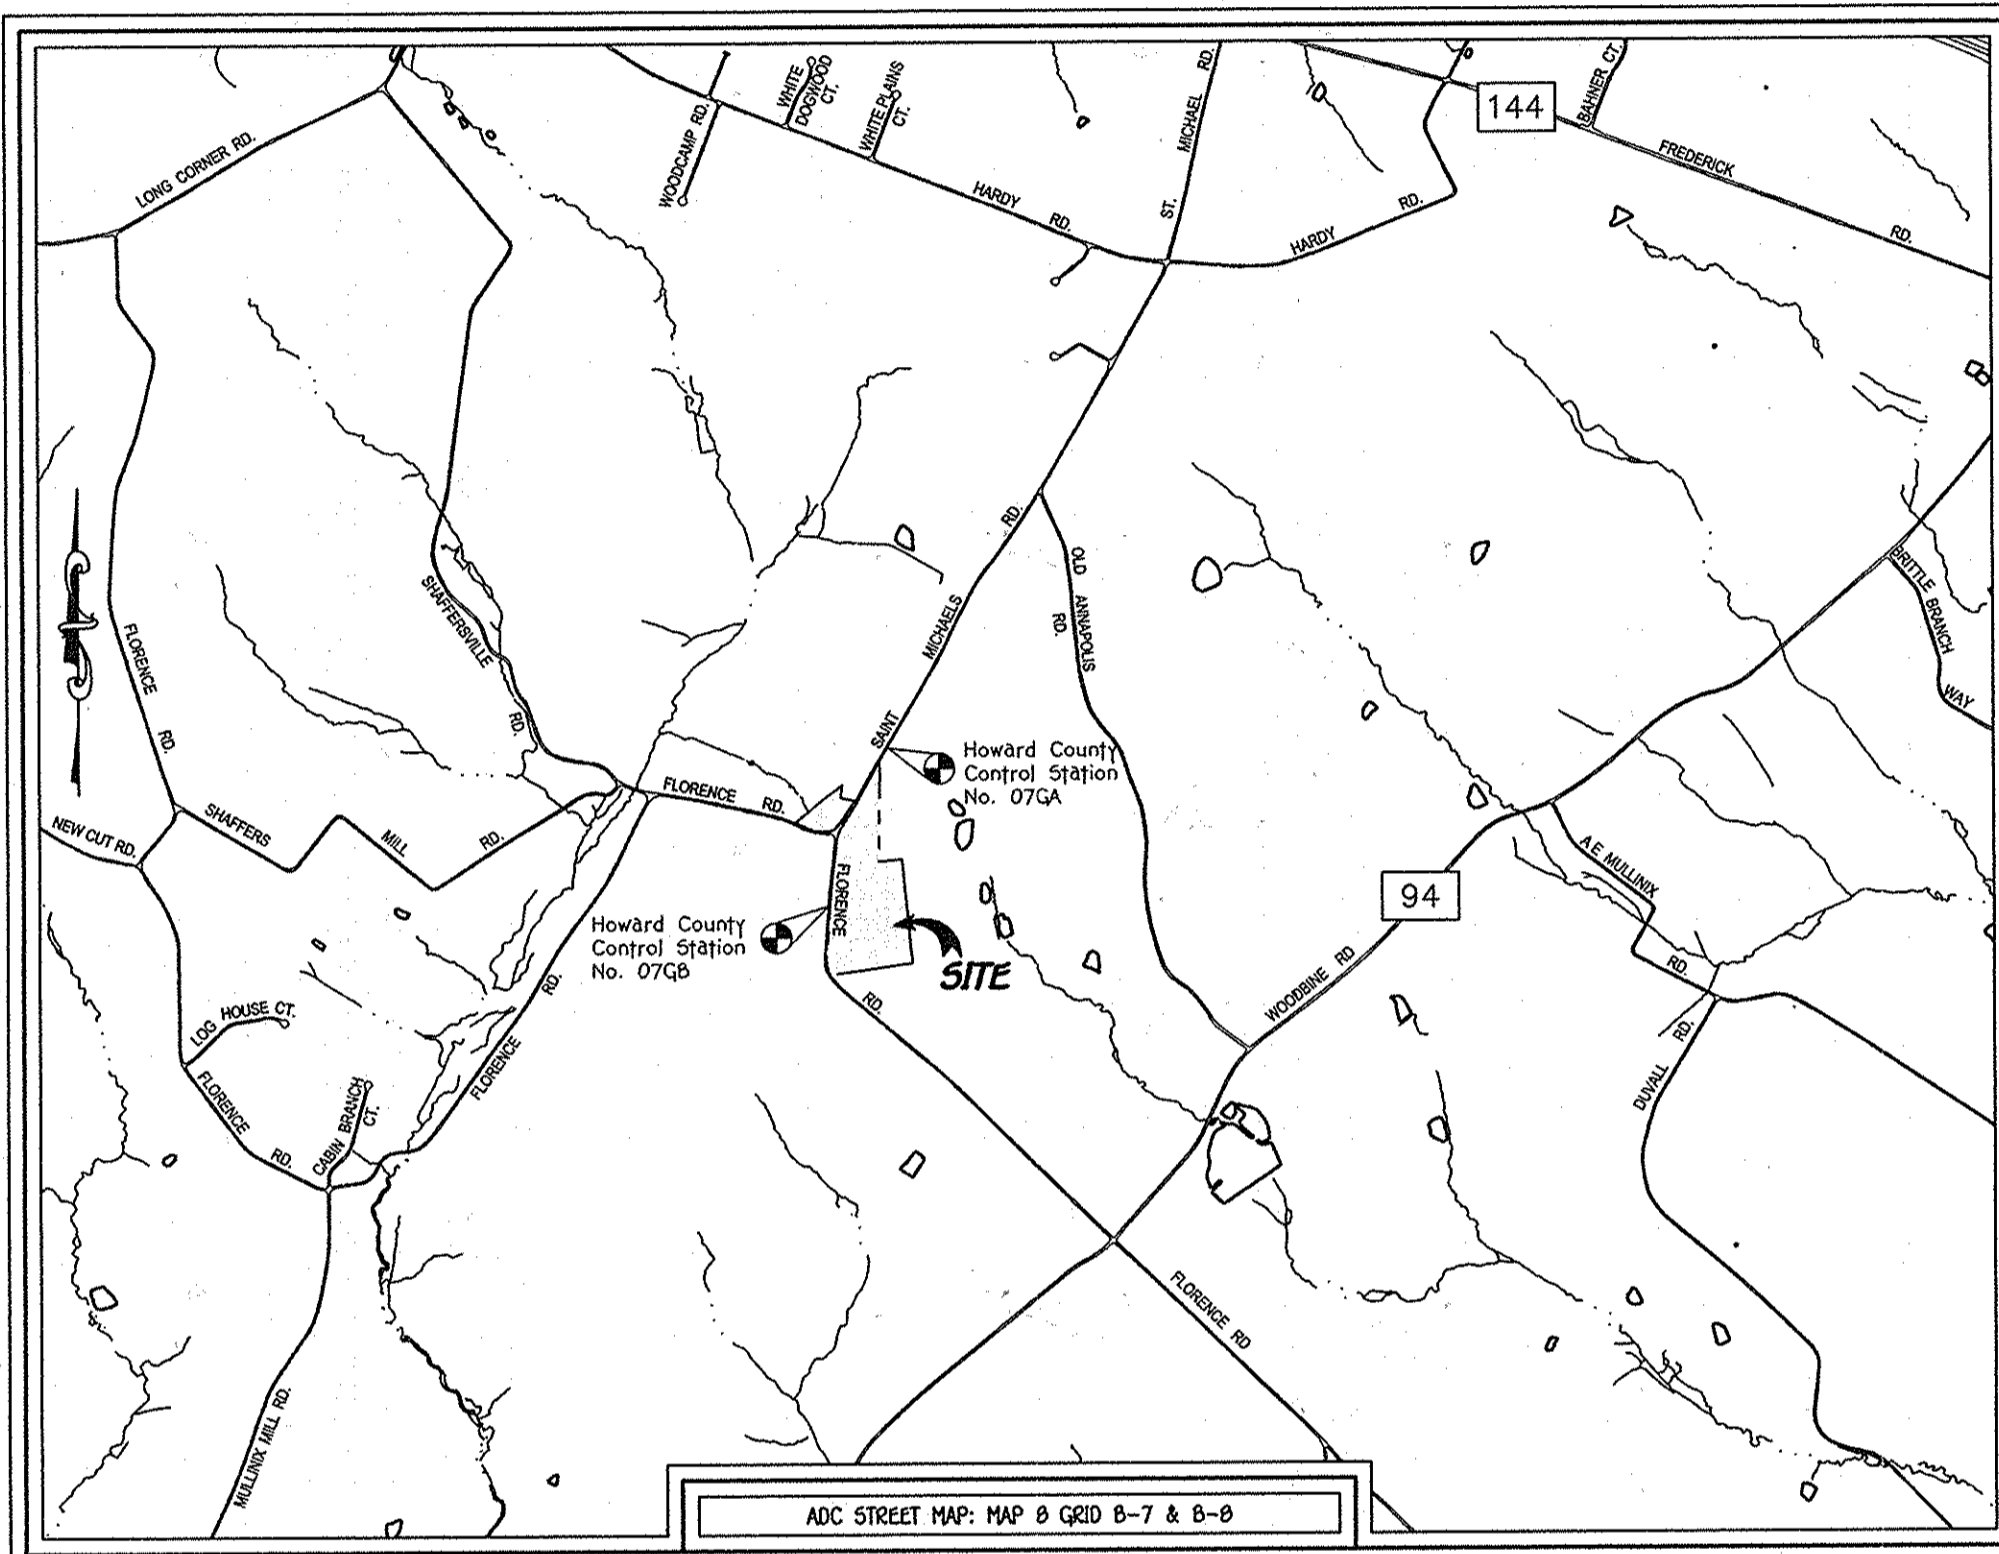 LONG CORNER RD.
WOODCAMP RD.
WHITE
DOGWOOD
CT.
WHITE PLAINS
CT.
HARDY RD.
ST. MICHAEL RD.
HARDY RD.
144
BAHNER CT.
FREDERICK RD.
FLORENCE RD.
SHAFFERSVILLE RD.
SAINT MICHAELS RD.
OLD ANNAPOLIS
RD.
BRITTLE BRANCH
WAY
Howard County
Control Station
No. 07GA
FLORENCE RD.
NEW CUT RD.
SHAFFERS MILL RD.
Howard County
Control Station
No. 07GB
FLORENCE
RD.
SITE
94
WOODBINE RD
A E MULLINIX
RD.
DUVALL RD.
LOG HOUSE CT.
FLORENCE RD.
CABIN BRANCH
CT.
FLORENCE RD.
MULLINIX MILL RD.
FLORENCE RD
ADC STREET MAP: MAP 8 GRID B-7 & B-8